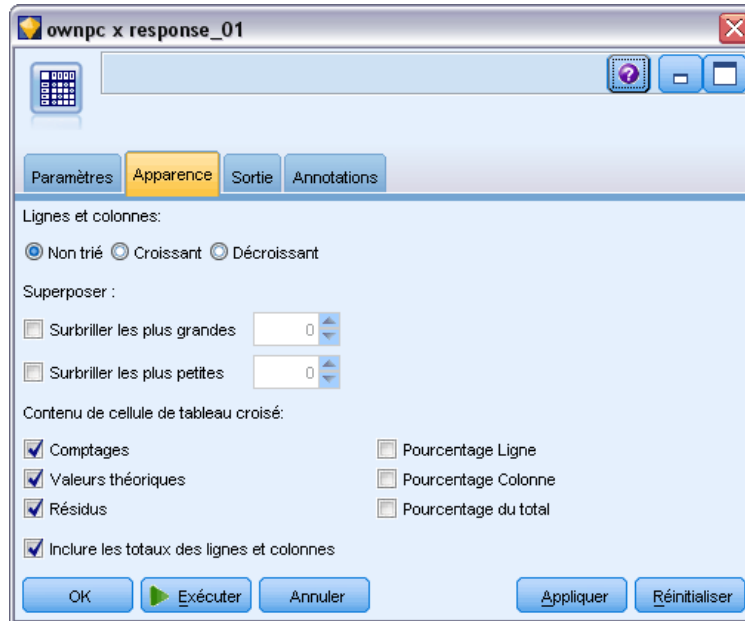 ownpc x response_01
Paramètres Apparence Sortie Annotations
Lignes et colonnes:
Non trié Croissant Décroissant
Superposer :
Surbriller les plus grandes 0
Surbriller les plus petites 0
Contenu de cellule de tableau croisé:
Comptages Pourcentage Ligne
Valeurs théoriques Pourcentage Colonne
Résidus Pourcentage du total
Inclure les totaux des lignes et colonnes
OK Exécuter Annuler Appliquer Réinitialiser